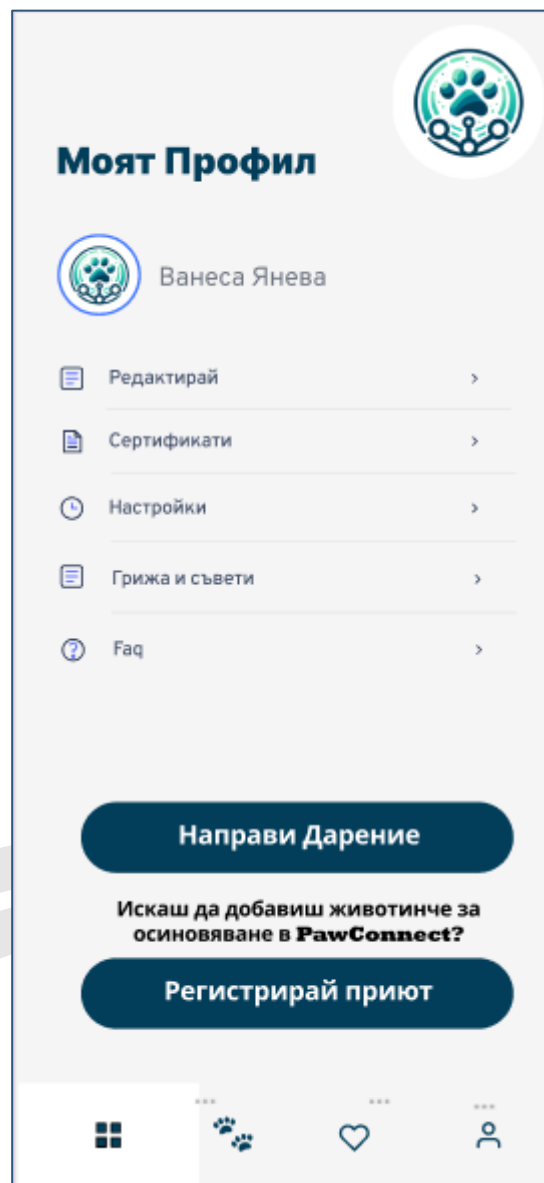 Моят Профил
Ванеса Янева
Редактирай
Сертификати
Настройки
Грижа и съвети
Faq
Направи Дарение
Искаш да добавиш животинче за
осиновяване в PawConnect?
Регистрирай приют